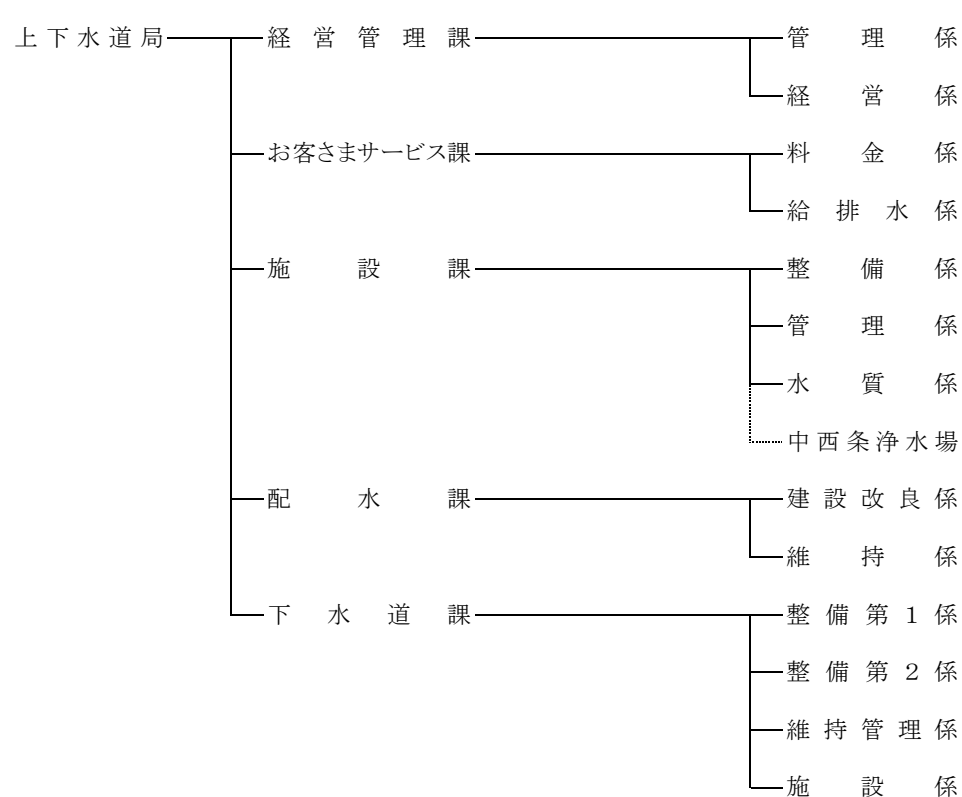 上下水道局 経営管理課 管理係
経営係
お客さまサービス課 料金係
給排水係
施設課 整備係
管理係
水質係
中西条浄水場
配水課 建設改良係
維持係
下水道課 整備第1係
整備第2係
維持管理係
施設係